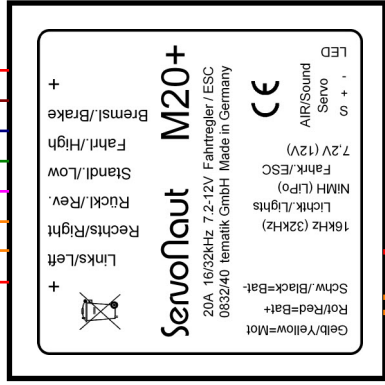 ServoNaut M20+
20A 16/32kHz 7.2-12V Fahrtregler / ESC
0832/40 tematik GmbH Made in Germany
CE
Gelb/Yellow=Mot
Rot/Red=Bat+
Schw./Black=Bat-
16kHz (32kHz)
Lichtk./Lights
NiMH (LiPo)
Fahrk./ESC
7,2V (12V)
AIR/Sound
Servo
S + -
LED
+
Links/Left
Rechts/Right
Rückl./Rev.
Standl./Low
Fahrl./High
Bremsl./Brake
+